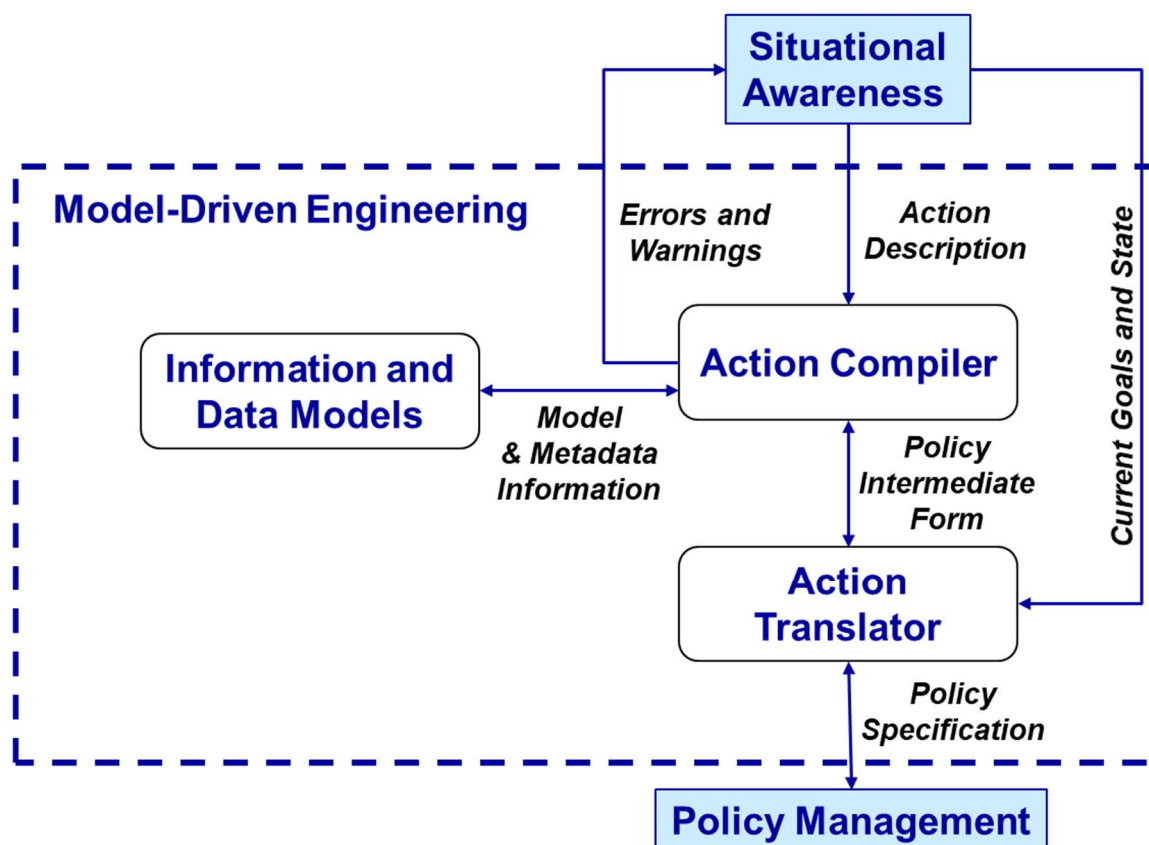 Situational
Awareness
Model-Driven Engineering
Errors and
Warnings
Action
Description
Current Goals and State
Information and
Data Models
Action Compiler
Model
& Metadata
Information
Policy
Intermediate
Form
Action
Translator
Policy
Specification
Policy Management